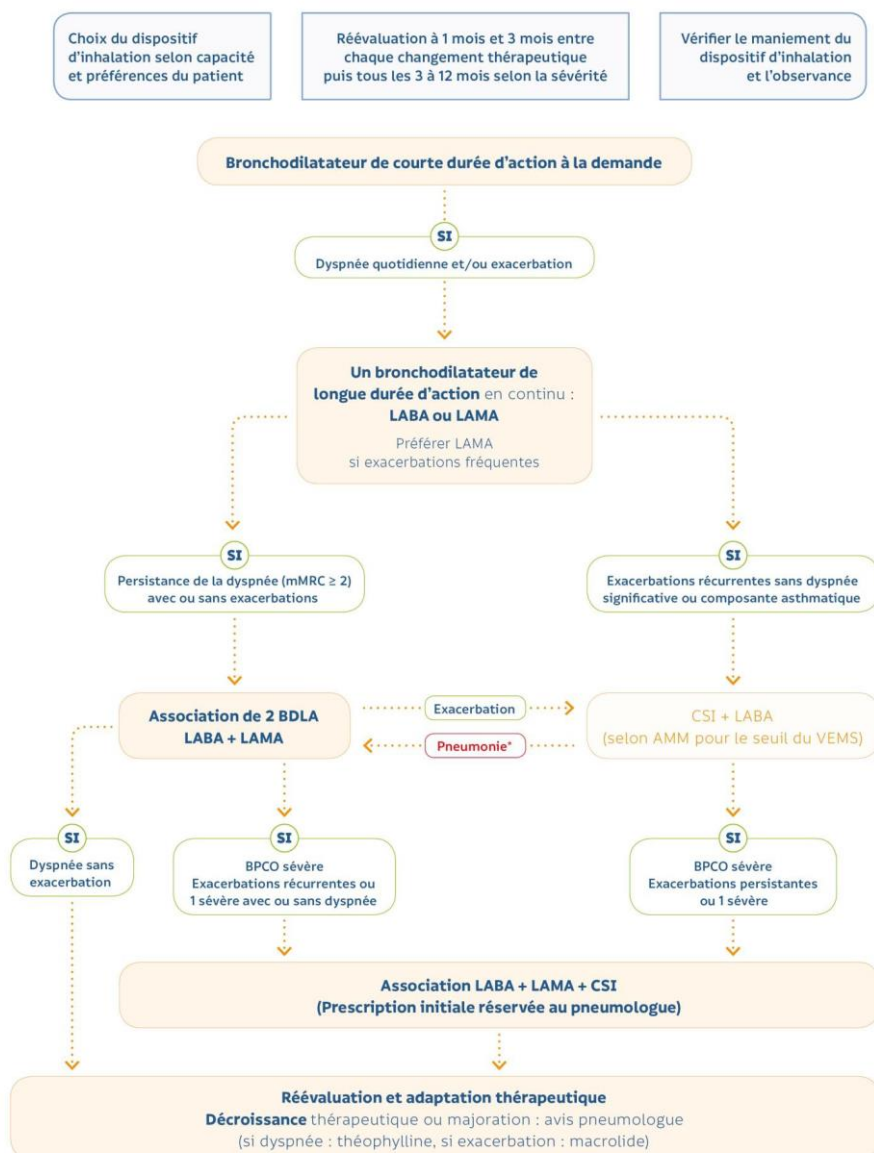 Choix du dispositif
d’inhalation selon capacité
et préférences du patient
Réévaluation à 1 mois et 3 mois entre
chaque changement thérapeutique
puis tous les 3 à 12 mois selon la sévérité
Vérifier le maniement du
dispositif d’inhalation
et l’observance
Bronchodilatateur de courte durée d’action à la demande
SI
Dyspnée quotidienne et/ou exacerbation
Un bronchodilatateur de
longue durée d’action en continu :
LABA ou LAMA
Préférer LAMA
si exacerbations fréquentes
SI
Persistance de la dyspnée (mMRC ≥ 2)
avec ou sans exacerbations
SI
Exacerbations récurrentes sans dyspnée
significative ou composante asthmatique
Association de 2 BDLA
LABA + LAMA
Exacerbation
Pneumonie*
CSI + LABA
(selon AMM pour le seuil du VEMS)
SI
Dyspnée sans
exacerbation
SI
BPCO sévère
Exacerbations récurrentes ou
1 sévère avec ou sans dyspnée
SI
BPCO sévère
Exacerbations persistantes
ou 1 sévère
Association LABA + LAMA + CSI
(Prescription initiale réservée au pneumologue)
Réévaluation et adaptation thérapeutique
Décroissance thérapeutique ou majoration : avis pneumologue
(si dyspnée : théophylline, si exacerbation : macrolide)